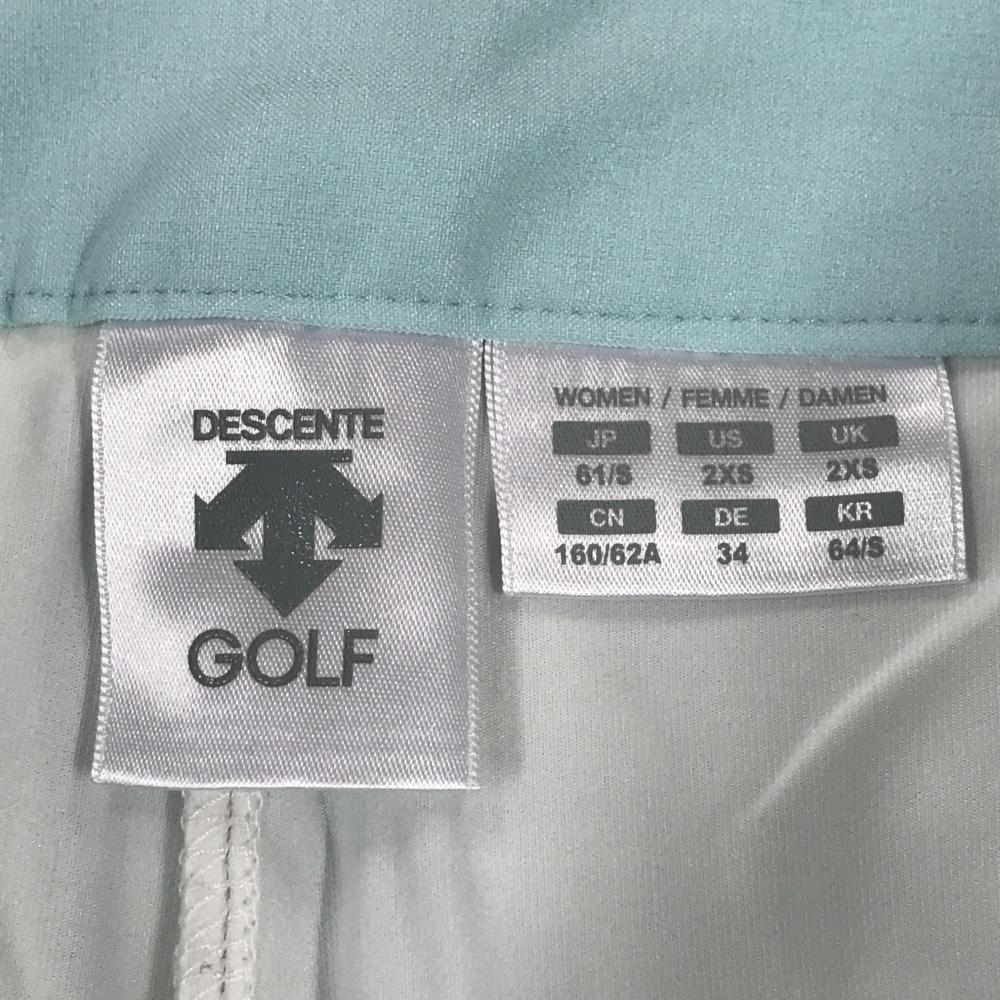 DESCENTE
GOLF
WOMEN / FEMME / DAMEN
JP US UK
61/S 2XS 2XS
CN DE KR
160/62A 34 64/S